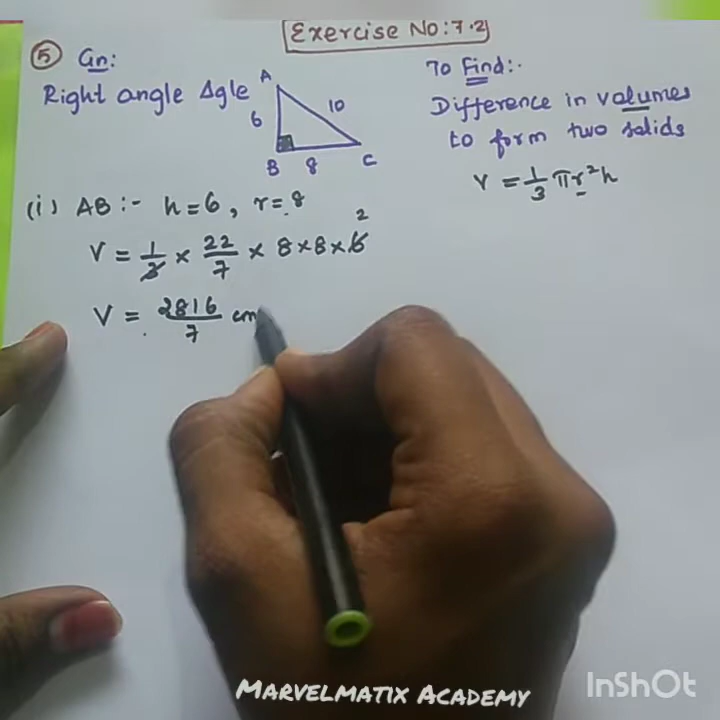 Exercise No: 7.2
5 Gn:
Right angle Δgle
A
6
10
B
8
C
To Find:-
Difference in volumes
to form two solids
V = 1/3 πr²h
(i) AB:- h=6, r=8
V = 1/3 × 22/7 × 8×8×6 2
V = 2816/7 cm
MARVELMATIX ACADEMY
InShOt